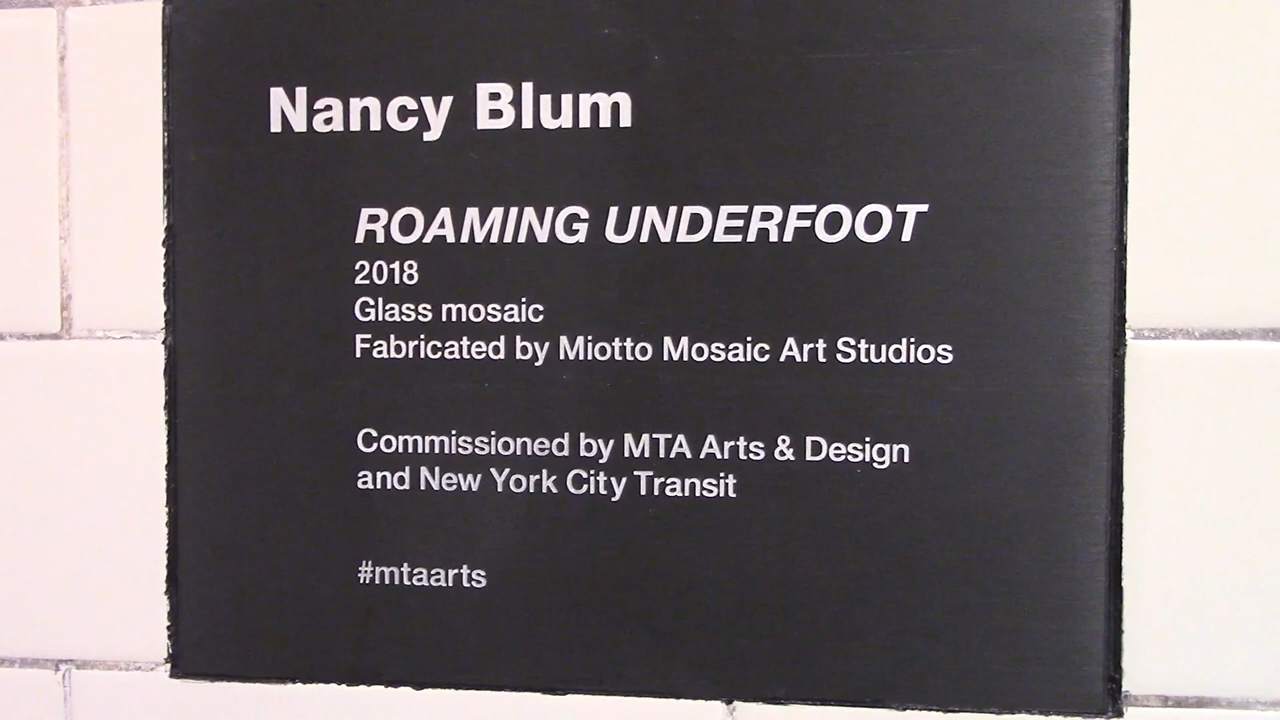 Nancy Blum
ROAMING UNDERFOOT
2018
Glass mosaic
Fabricated by Miotto Mosaic Art Studios
Commissioned by MTA Arts & Design
and New York City Transit
#mtaarts